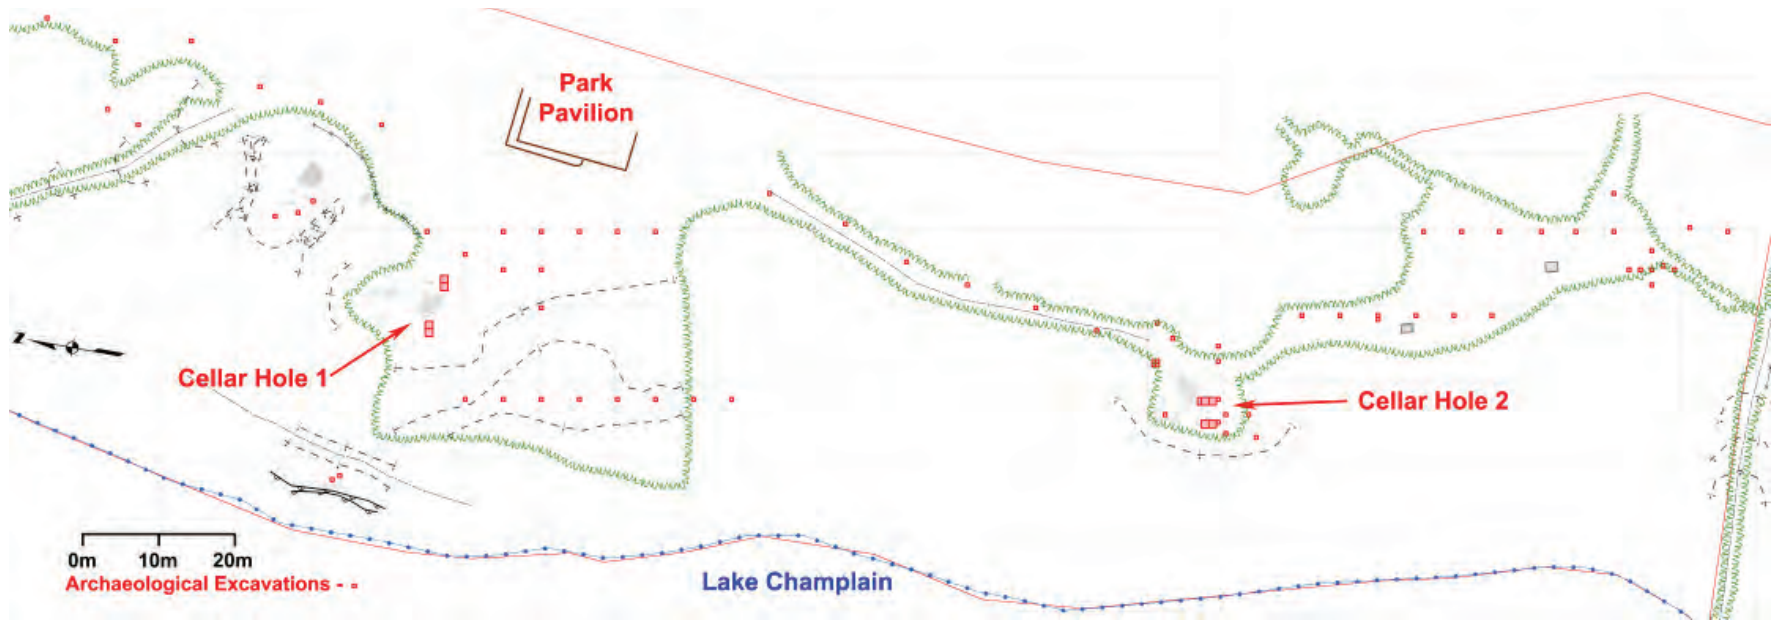 Park
Pavilion
Z
Cellar Hole 1
Cellar Hole 2
0m 10m 20m
Archaeological Excavations -
Lake Champlain